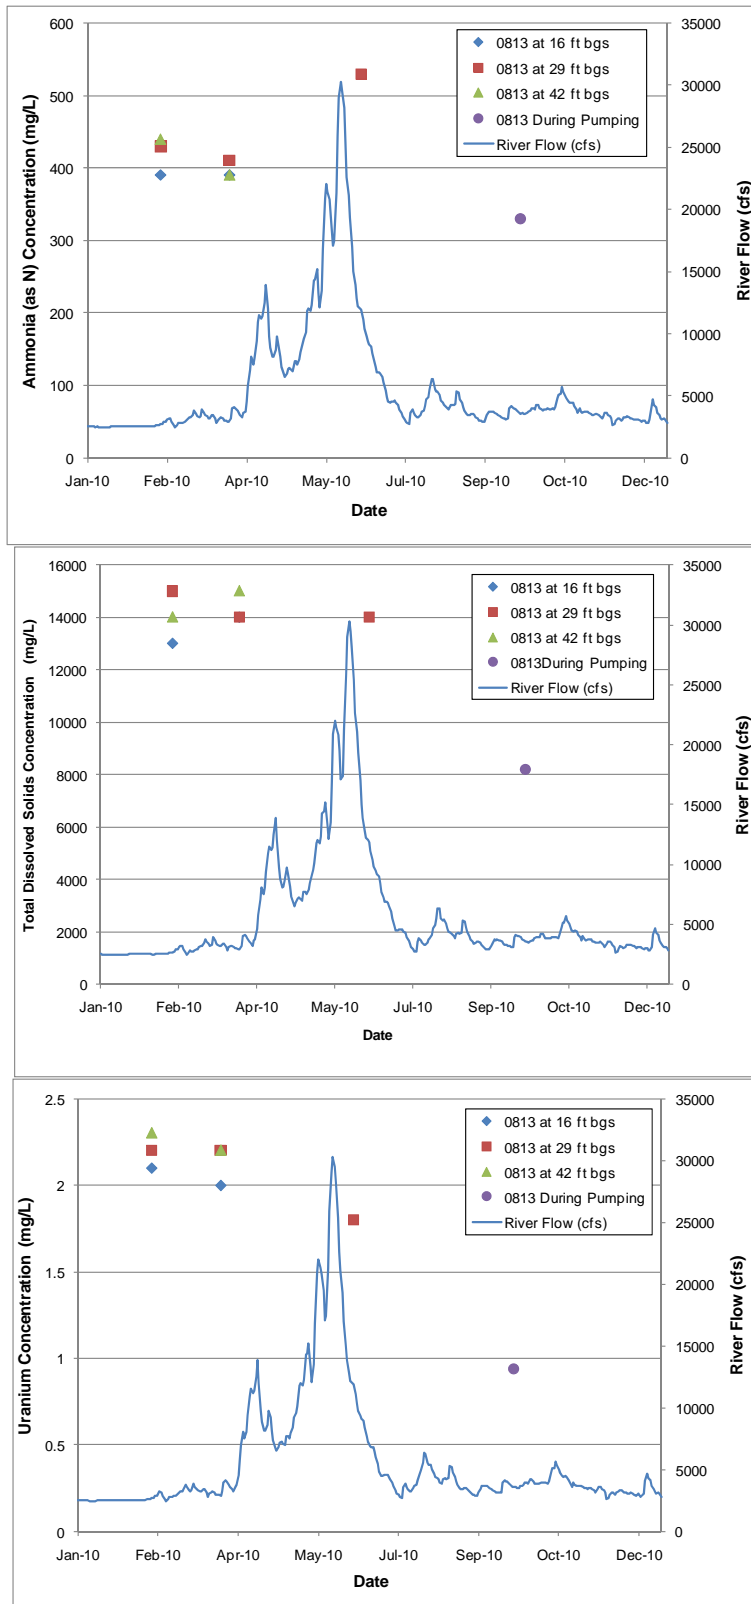 600
500
400
300
200
100
0
Ammonia (as N) Concentration (mg/L)
0813 at 16 ft bgs
0813 at 29 ft bgs
0813 at 42 ft bgs
0813 During Pumping
River Flow (cfs)
35000
30000
25000
20000
15000
10000
5000
0
River Flow (cfs)
Jan-10 Feb-10 Apr-10 May-10 Jul-10 Sep-10 Oct-10 Dec-10
Date
16000
14000
12000
10000
8000
6000
4000
2000
0
Total Dissolved Solids Concentration (mg/L)
0813 at 16 ft bgs
0813 at 29 ft bgs
0813 at 42 ft bgs
0813During Pumping
River Flow (cfs)
35000
30000
25000
20000
15000
10000
5000
0
River Flow (cfs)
Jan-10 Feb-10 Apr-10 May-10 Jul-10 Sep-10 Oct-10 Dec-10
Date
2.5
2
1.5
1
0.5
0
Uranium Concentration (mg/L)
0813 at 16 ft bgs
0813 at 29 ft bgs
0813 at 42 ft bgs
0813 During Pumping
River Flow (cfs)
35000
30000
25000
20000
15000
10000
5000
0
River Flow (cfs)
Jan-10 Feb-10 Apr-10 May-10 Jul-10 Sep-10 Oct-10 Dec-10
Date